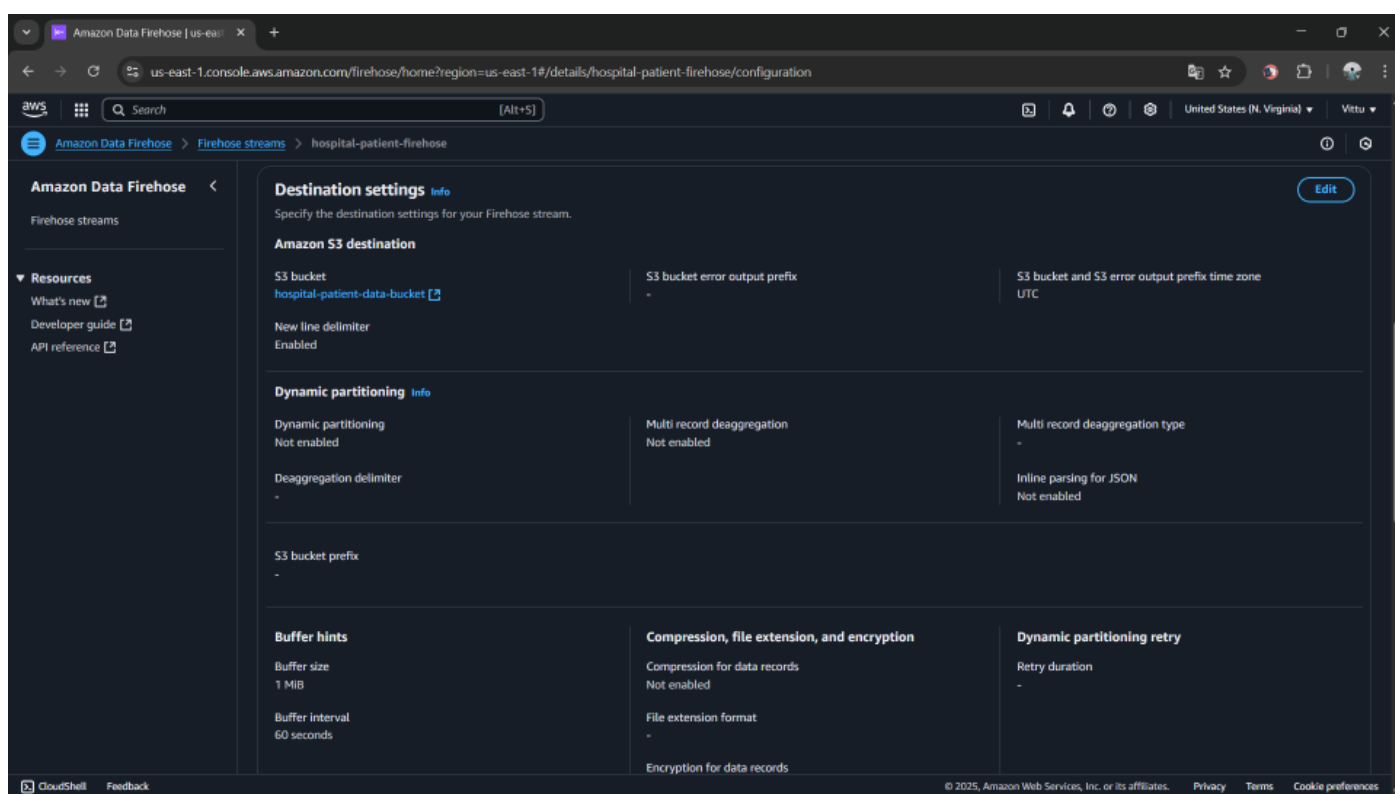 Amazon Data Firehose | us-eas
us-east-1.console.aws.amazon.com/firehose/home?region=us-east-1#/details/hospital-patient-firehose/configuration
aws
Search [Alt+S]
United States (N. Virginia)
Vittu
Amazon Data Firehose > Firehose streams > hospital-patient-firehose
Amazon Data Firehose
Firehose streams
Resources
What's new
Developer guide
API reference
Destination settings Info
Edit
Specify the destination settings for your Firehose stream.
Amazon S3 destination
S3 bucket
hospital-patient-data-bucket
S3 bucket error output prefix
-
S3 bucket and S3 error output prefix time zone
UTC
New line delimiter
Enabled
Dynamic partitioning Info
Dynamic partitioning
Not enabled
Multi record deaggregation
Not enabled
Multi record deaggregation type
-
Deaggregation delimiter
-
Inline parsing for JSON
Not enabled
S3 bucket prefix
-
Buffer hints
Buffer size
1 MiB
Buffer interval
60 seconds
Compression, file extension, and encryption
Compression for data records
Not enabled
File extension format
-
Encryption for data records
Dynamic partitioning retry
Retry duration
-
CloudShell Feedback
© 2025, Amazon Web Services, Inc. or its affiliates. Privacy Terms Cookie preferences